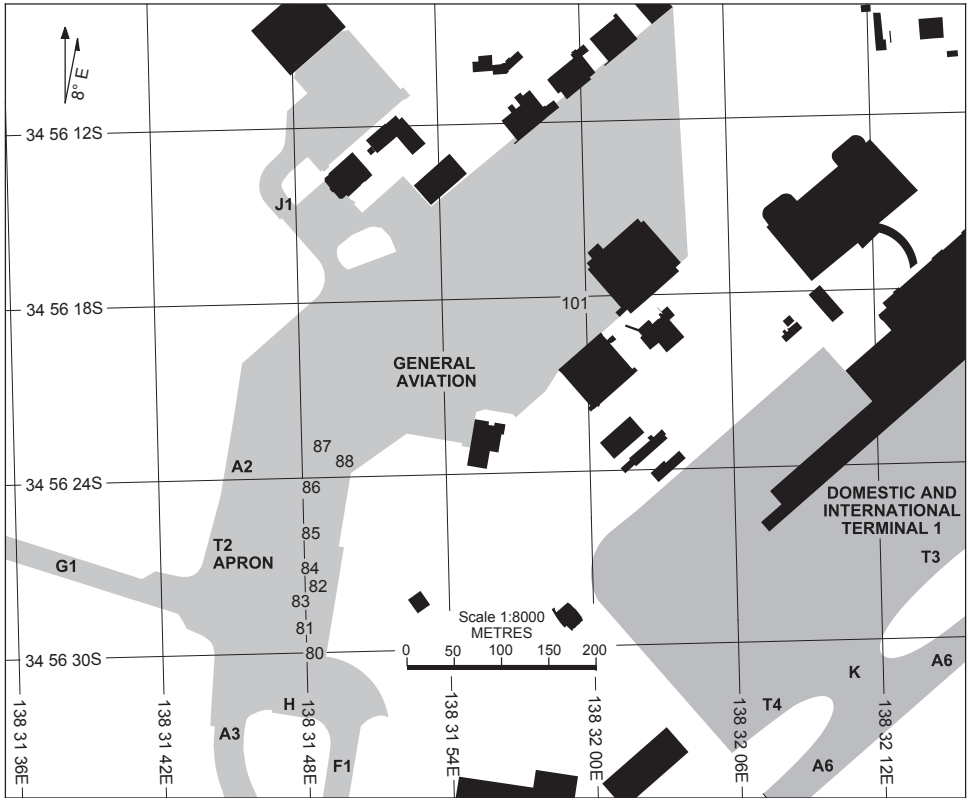 8° E
34 56 12S
J1
34 56 18S
101
GENERAL
AVIATION
87
A2
88
34 56 24S
86
DOMESTIC AND
INTERNATIONAL
TERMINAL 1
85
T2
APRON
T3
G1
84
82
83
Scale 1:8000
METRES
81
0 50 100 150 200
80
34 56 30S
A6
K
H
T4
A3
F1
A6
138 31 36E
138 31 42E
138 31 48E
138 31 54E
138 32 00E
138 32 06E
138 32 12E